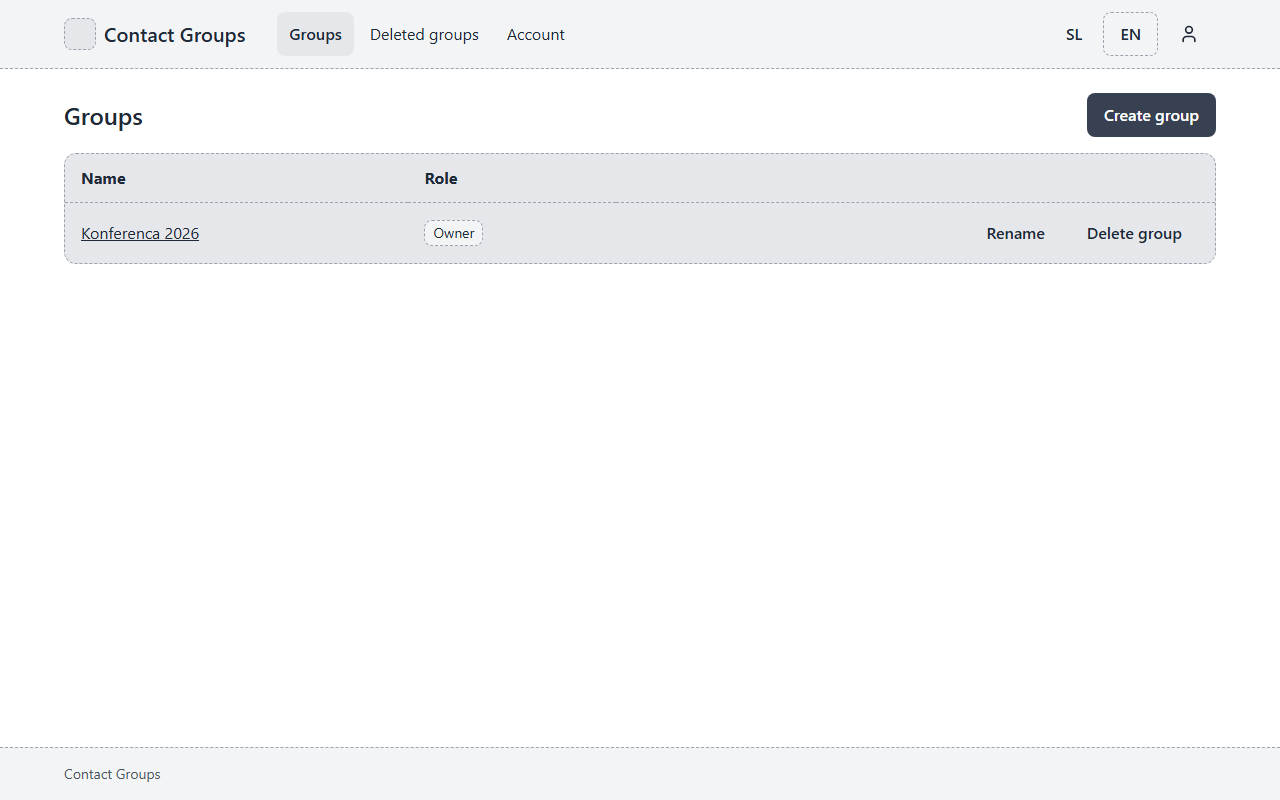 Contact Groups Groups Deleted groups Account SL EN
Groups Create group
Name Role
Konferenca 2026 Owner Rename Delete group
Contact Groups